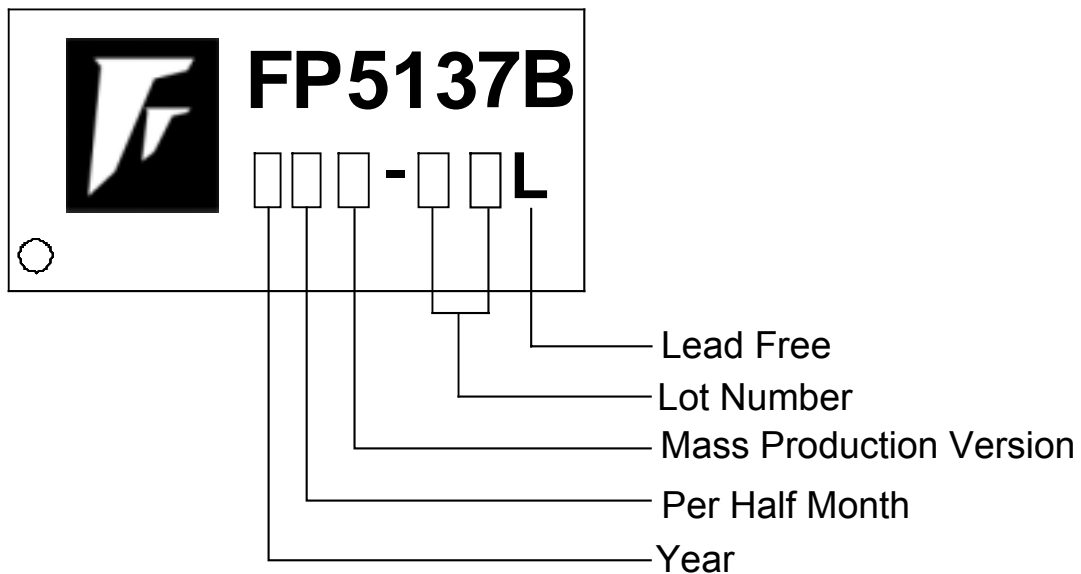 FP5137B
- L
Lead Free
Lot Number
Mass Production Version
Per Half Month
Year